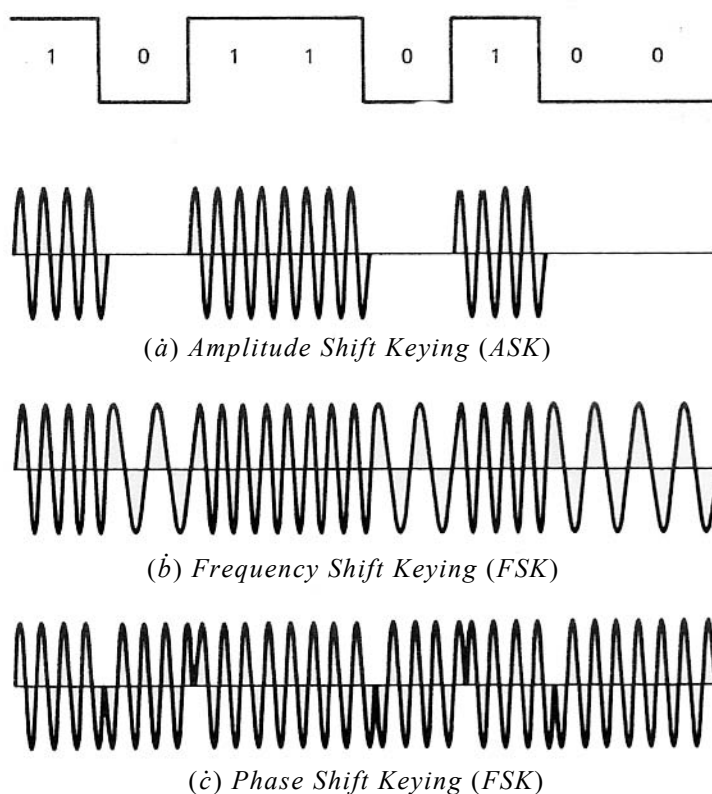 1 0 1 1 0 1 0 0
(ȧ) Amplitude Shift Keying (ASK)
(ḃ) Frequency Shift Keying (FSK)
(ċ) Phase Shift Keying (FSK)